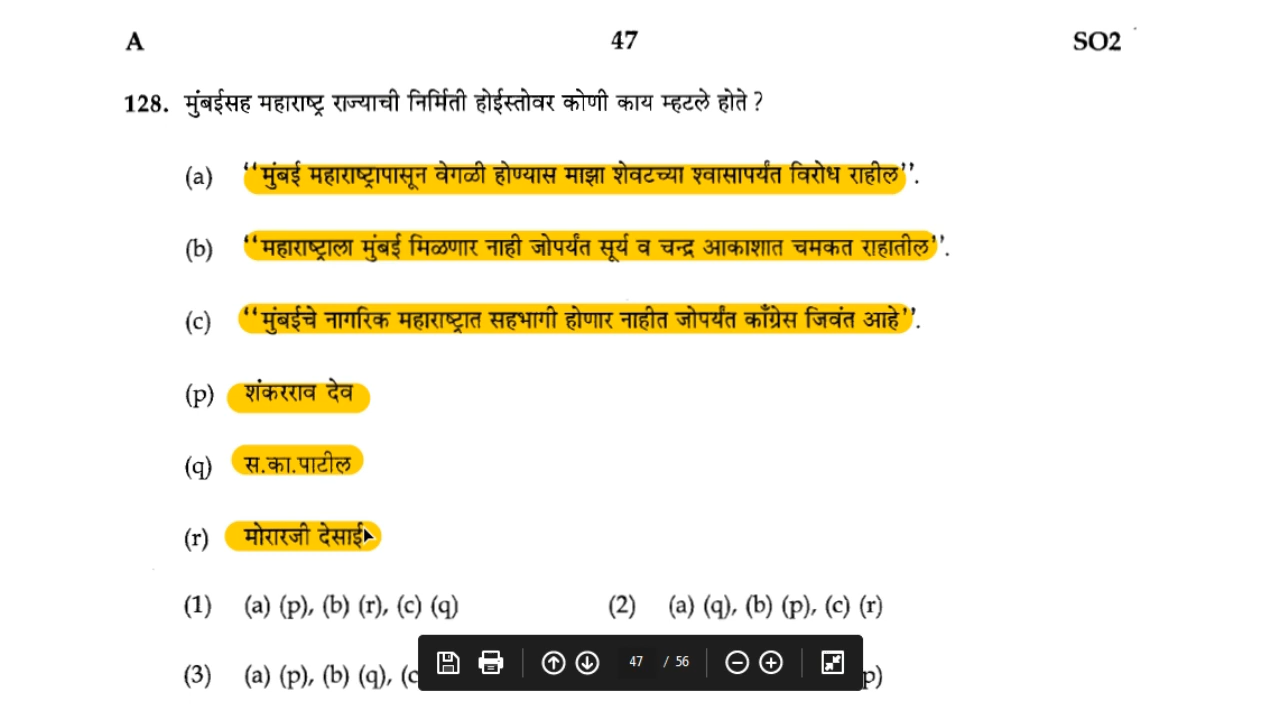 A 47 SO2
128. मुंबईसह महाराष्ट्र राज्याची निर्मिती होईस्तोवर कोणी काय म्हटले होते ?
(a) ‘‘मुंबई महाराष्ट्रापासून वेगळी होण्यास माझा शेवटच्या श्वासापर्यंत विरोध राहील’’.
(b) ‘‘महाराष्ट्राला मुंबई मिळणार नाही जोपर्यंत सूर्य व चन्द्र आकाशात चमकत राहातील’’.
(c) ‘‘मुंबईचे नागरिक महाराष्ट्रात सहभागी होणार नाहीत जोपर्यंत काँग्रेस जिवंत आहे’’.
(p) शंकरराव देव
(q) स.का.पाटील
(r) मोरारजी देसाई
(1) (a) (p), (b) (r), (c) (q) (2) (a) (q), (b) (p), (c) (r)
(3) (a) (p), (b) (q), (c p)
47 / 56